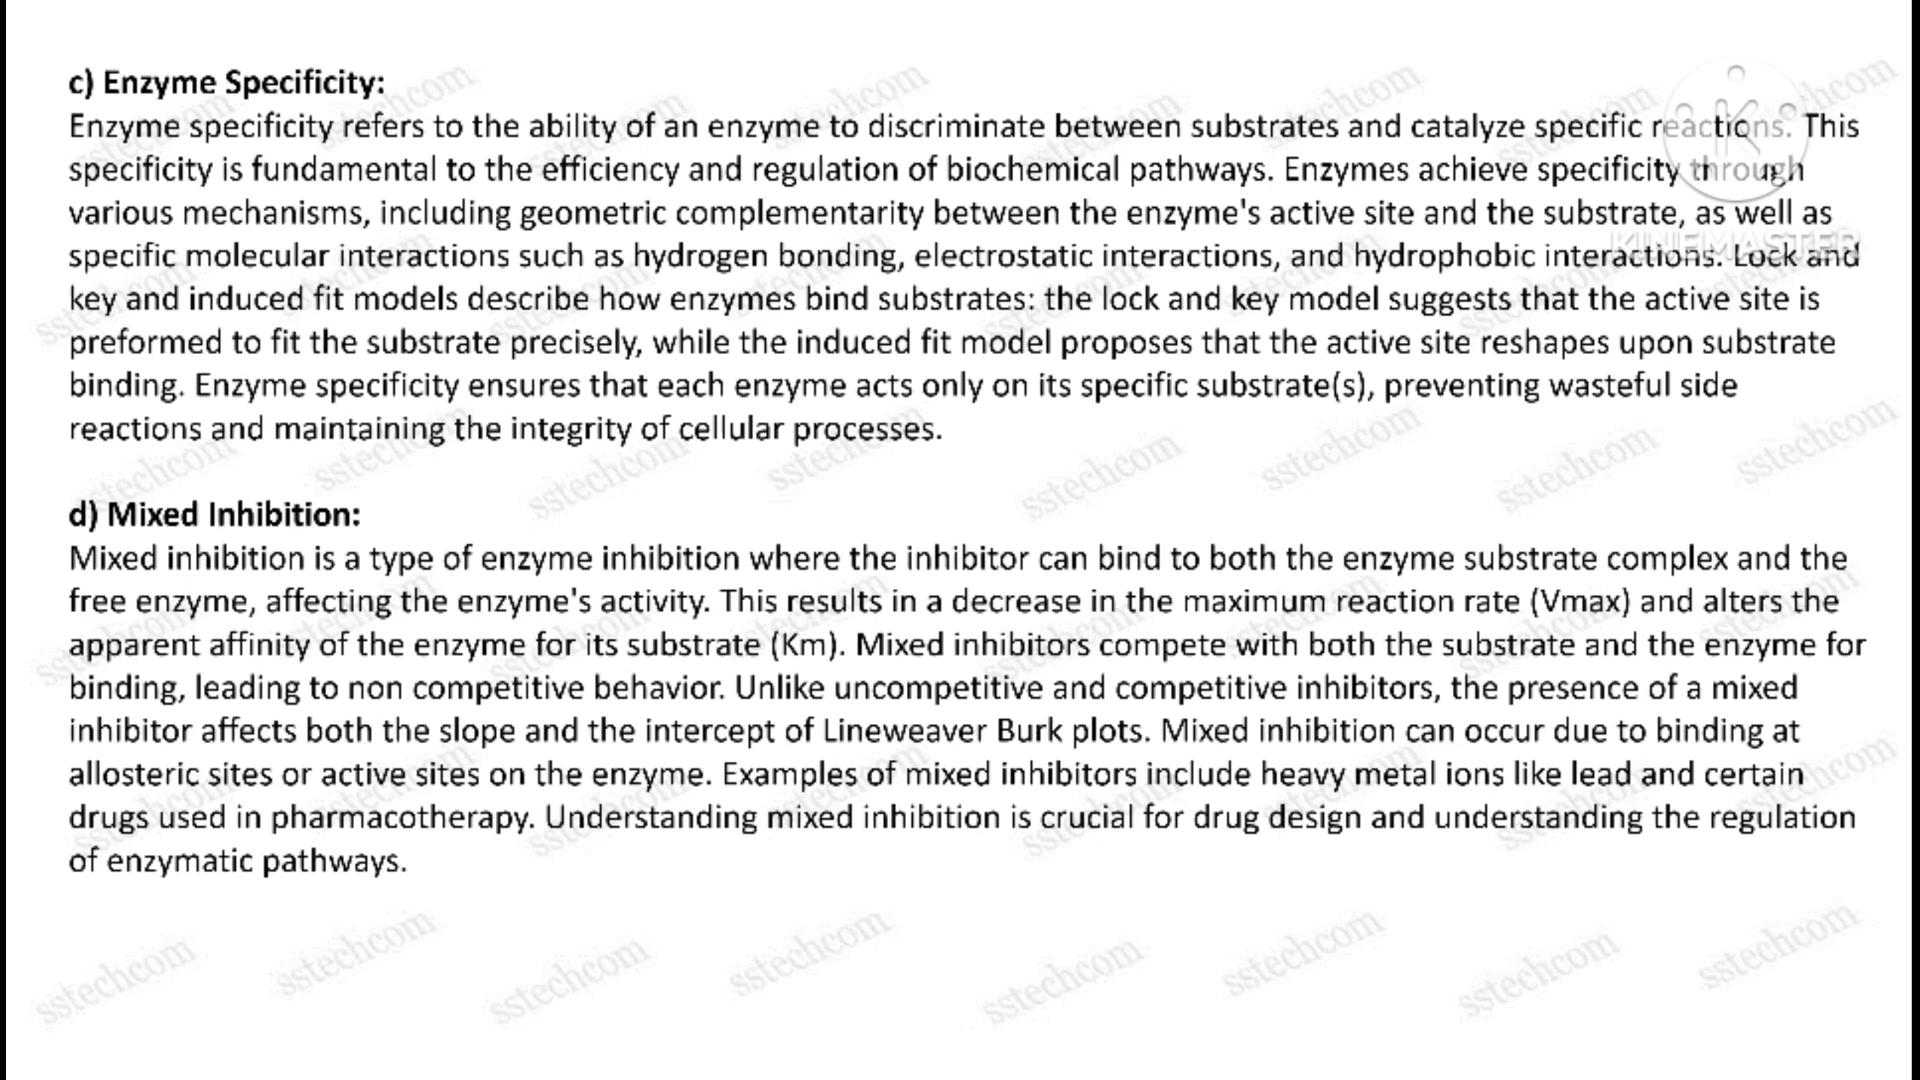 c) Enzyme Specificity:
Enzyme specificity refers to the ability of an enzyme to discriminate between substrates and catalyze specific reactions. This
specificity is fundamental to the efficiency and regulation of biochemical pathways. Enzymes achieve specificity through
various mechanisms, including geometric complementarity between the enzyme's active site and the substrate, as well as
specific molecular interactions such as hydrogen bonding, electrostatic interactions, and hydrophobic interactions. Lock and
KINEMASTER
key and induced fit models describe how enzymes bind substrates: the lock and key model suggests that the active site is
preformed to fit the substrate precisely, while the induced fit model proposes that the active site reshapes upon substrate
binding. Enzyme specificity ensures that each enzyme acts only on its specific substrate(s), preventing wasteful side
reactions and maintaining the integrity of cellular processes.
d) Mixed Inhibition:
Mixed inhibition is a type of enzyme inhibition where the inhibitor can bind to both the enzyme substrate complex and the
free enzyme, affecting the enzyme's activity. This results in a decrease in the maximum reaction rate (Vmax) and alters the
apparent affinity of the enzyme for its substrate (Km). Mixed inhibitors compete with both the substrate and the enzyme for
binding, leading to non competitive behavior. Unlike uncompetitive and competitive inhibitors, the presence of a mixed
inhibitor affects both the slope and the intercept of Lineweaver Burk plots. Mixed inhibition can occur due to binding at
allosteric sites or active sites on the enzyme. Examples of mixed inhibitors include heavy metal ions like lead and certain
drugs used in pharmacotherapy. Understanding mixed inhibition is crucial for drug design and understanding the regulation
of enzymatic pathways.
sstechcom sstechcom sstechcom sstechcom sstechcom sstechcom sstechcom sstechcom